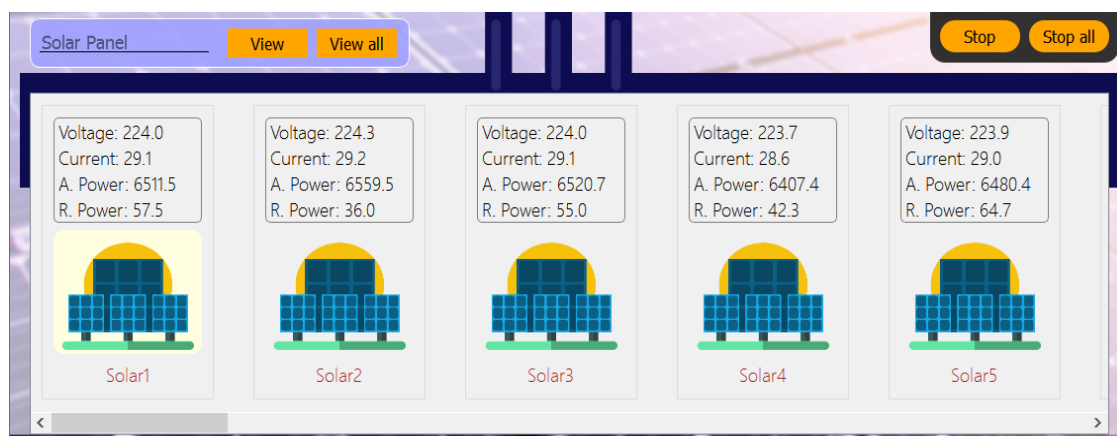 Solar Panel View View all Stop Stop all
Voltage: 224.0
Current: 29.1
A. Power: 6511.5
R. Power: 57.5
Solar1
Voltage: 224.3
Current: 29.2
A. Power: 6559.5
R. Power: 36.0
Solar2
Voltage: 224.0
Current: 29.1
A. Power: 6520.7
R. Power: 55.0
Solar3
Voltage: 223.7
Current: 28.6
A. Power: 6407.4
R. Power: 42.3
Solar4
Voltage: 223.9
Current: 29.0
A. Power: 6480.4
R. Power: 64.7
Solar5